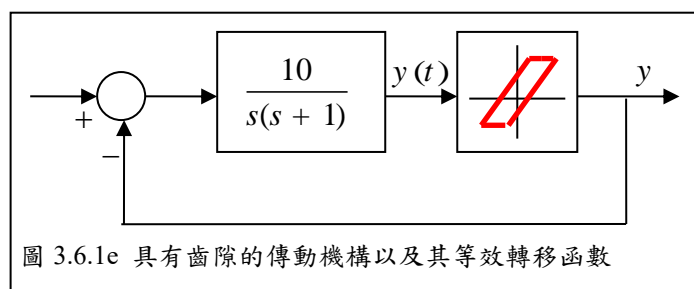 10
s(s + 1)
y (t)
y
+
−
圖 3.6.1e 具有齒隙的傳動機構以及其等效轉移函數